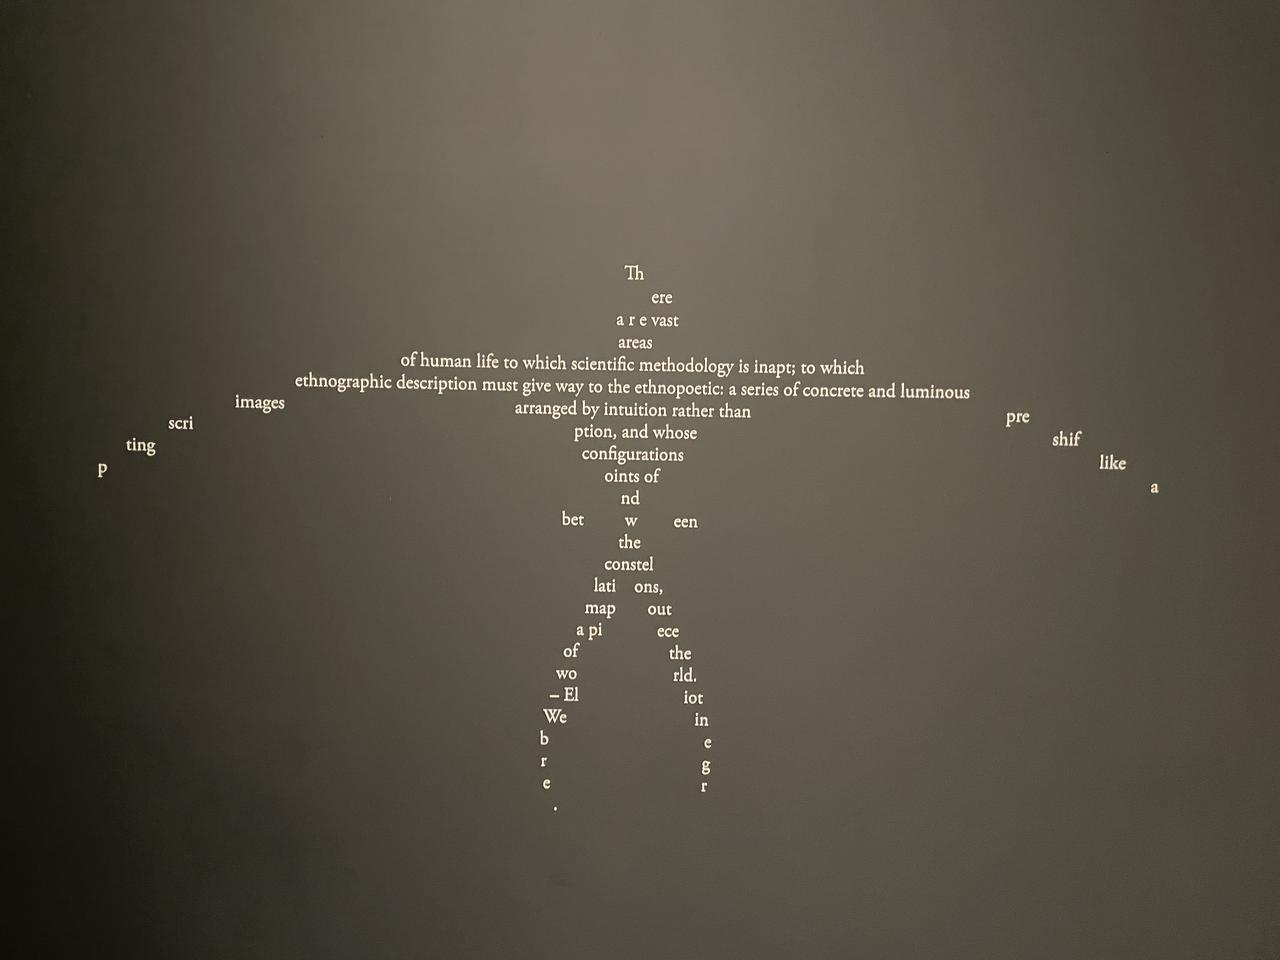 Th
ere
a r e vast
areas
of human life to which scientific methodology is inapt; to which
ethnographic description must give way to the ethnopoetic: a series of concrete and luminous
images arranged by intuition rather than pre
scri ption, and whose shif
ting configurations like
p oints of a
nd
bet w een
the
constel
lati ons,
map out
a pi ece
of the
wo rld.
– El iot
We in
b e
r g
e r
.